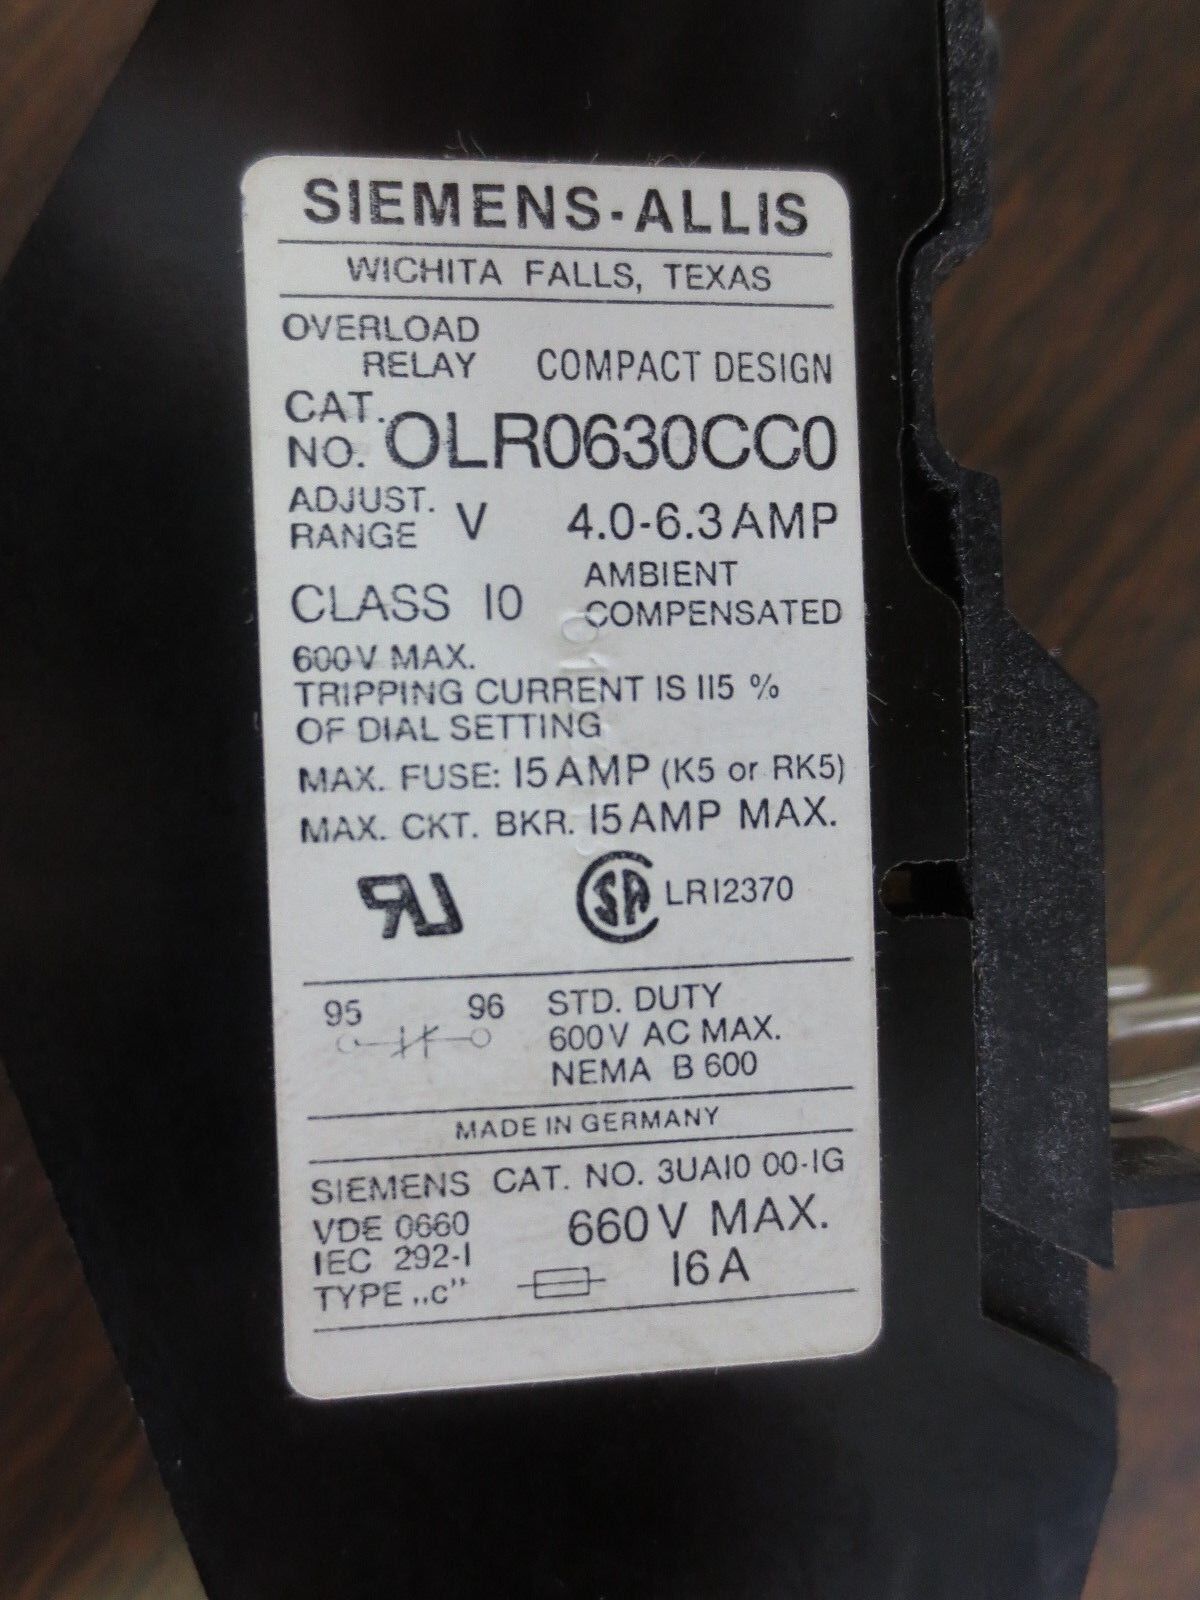 SIEMENS-ALLIS
WICHITA FALLS, TEXAS
OVERLOAD
RELAY COMPACT DESIGN
CAT.
NO. OLR0630CC0
ADJUST.
RANGE V 4.0-6.3 AMP
CLASS 10 AMBIENT
COMPENSATED
600V MAX.
TRIPPING CURRENT IS 115 %
OF DIAL SETTING
MAX. FUSE: 15 AMP (K5 or RK5)
MAX. CKT. BKR. 15 AMP MAX.
UR SA LR12370
95 96 STD. DUTY
600V AC MAX.
NEMA B 600
MADE IN GERMANY
SIEMENS CAT. NO. 3UA10 00-1G
VDE 0660 660V MAX.
IEC 292-1
TYPE „c” 16 A